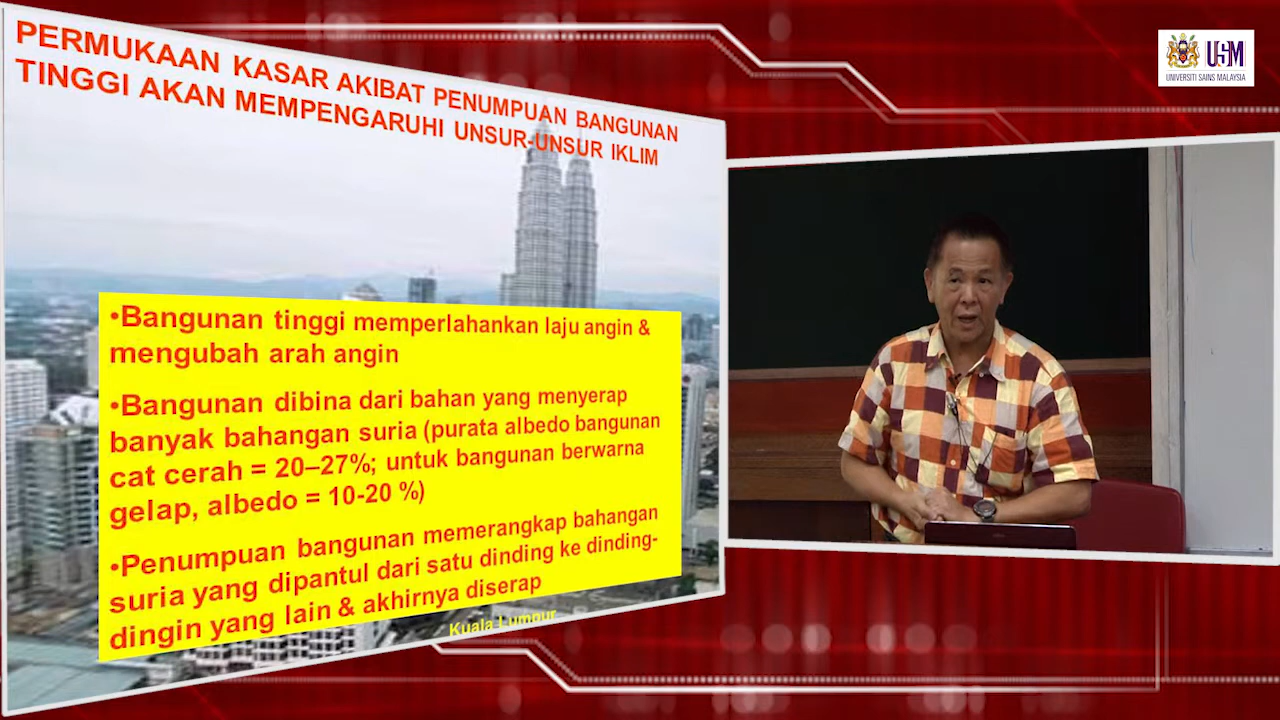 PERMUKAAN KASAR AKIBAT PENUMPUAN BANGUNAN
TINGGI AKAN MEMPENGARUHI UNSUR-UNSUR IKLIM
•Bangunan tinggi memperlahankan laju angin &
mengubah arah angin
•Bangunan dibina dari bahan yang menyerap
banyak bahangan suria (purata albedo bangunan
cat cerah = 20–27%; untuk bangunan berwarna
gelap, albedo = 10-20 %)
•Penumpuan bangunan memerangkap bahangan
suria yang dipantul dari satu dinding ke dinding-
dingin yang lain & akhirnya diserap
Kuala Lumpur
USM
UNIVERSITI SAINS MALAYSIA